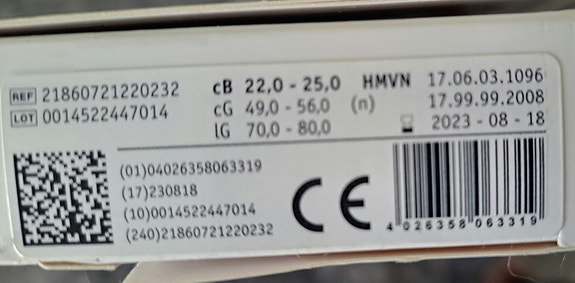 REF 21860721220232 cB 22,0 - 25,0 HMVN 17.06.03.1096
LOT 0014522447014 cG 49,0 - 56,0 (n) 17.99.99.2008
lG 70,0 - 80,0 2023 - 08 - 18
(01)04026358063319
(17)230818
(10)0014522447014
(240)21860721220232
CE
4 026358 063319